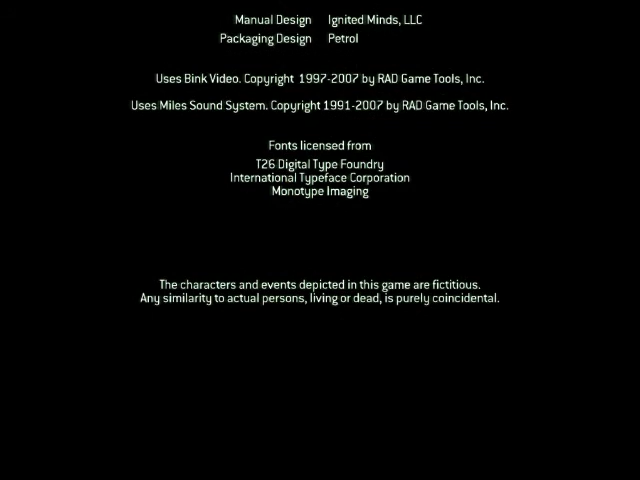 Manual Design Ignited Minds, LLC
Packaging Design Petrol
Uses Bink Video. Copyright 1997-2007 by RAD Game Tools, Inc.
Uses Miles Sound System. Copyright 1991-2007 by RAD Game Tools, Inc.
Fonts licensed from
T26 Digital Type Foundry
International Typeface Corporation
Monotype Imaging
The characters and events depicted in this game are fictitious.
Any similarity to actual persons, living or dead, is purely coincidental.